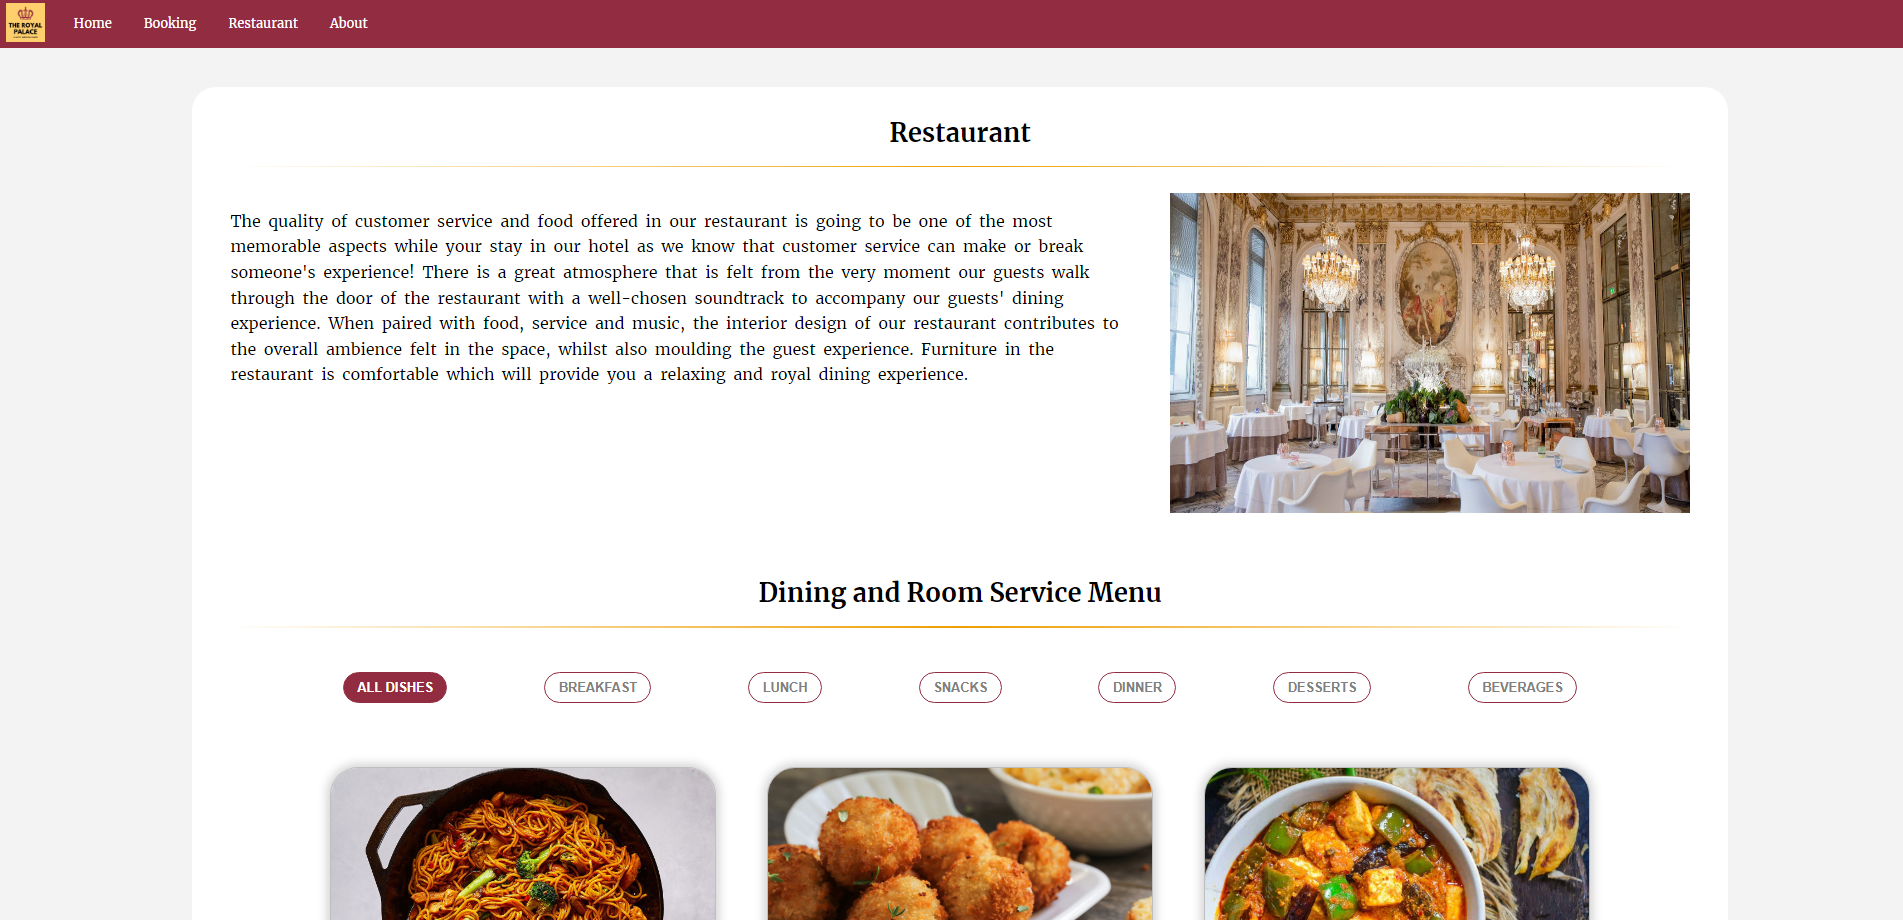 THE ROYAL
PALACE
Home Booking Restaurant About
Restaurant
The quality of customer service and food offered in our restaurant is going to be one of the most
memorable aspects while your stay in our hotel as we know that customer service can make or break
someone's experience! There is a great atmosphere that is felt from the very moment our guests walk
through the door of the restaurant with a well-chosen soundtrack to accompany our guests' dining
experience. When paired with food, service and music, the interior design of our restaurant contributes to
the overall ambience felt in the space, whilst also moulding the guest experience. Furniture in the
restaurant is comfortable which will provide you a relaxing and royal dining experience.
Dining and Room Service Menu
ALL DISHES BREAKFAST LUNCH SNACKS DINNER DESSERTS BEVERAGES